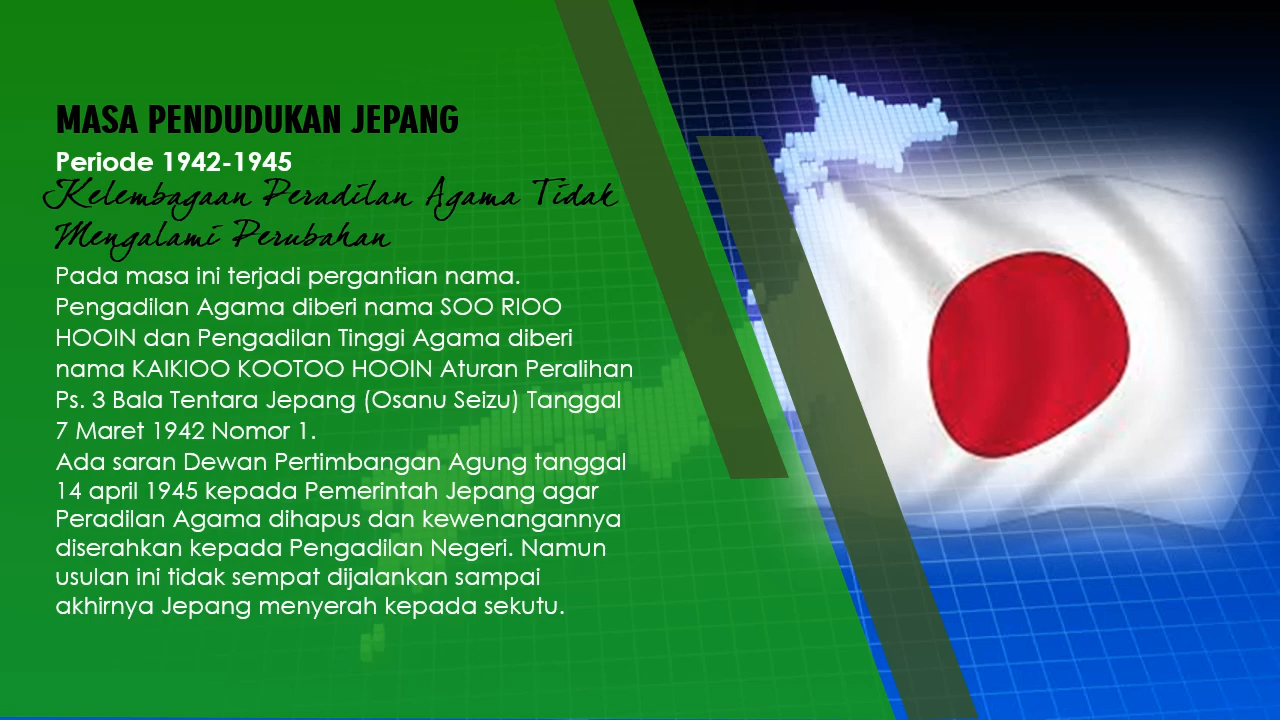 MASA PENDUDUKAN JEPANG
Periode 1942-1945
Kelembagaan Peradilan Agama Tidak
Mengalami Perubahan
Pada masa ini terjadi pergantian nama.
Pengadilan Agama diberi nama SOO RIOO
HOOIN dan Pengadilan Tinggi Agama diberi
nama KAIKIOO KOOTOO HOOIN Aturan Peralihan
Ps. 3 Bala Tentara Jepang (Osanu Seizu) Tanggal
7 Maret 1942 Nomor 1.
Ada saran Dewan Pertimbangan Agung tanggal
14 april 1945 kepada Pemerintah Jepang agar
Peradilan Agama dihapus dan kewenangannya
diserahkan kepada Pengadilan Negeri. Namun
usulan ini tidak sempat dijalankan sampai
akhirnya Jepang menyerah kepada sekutu.